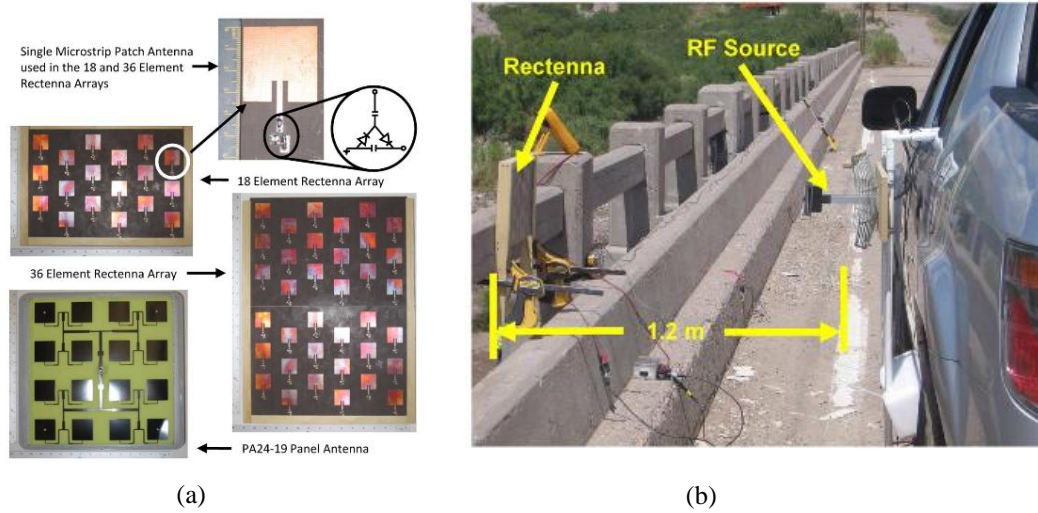 Single Microstrip Patch Antenna
used in the 18 and 36 Element
Rectenna Arrays
18 Element Rectenna Array
36 Element Rectenna Array
PA24-19 Panel Antenna
(a)
Rectenna
RF Source
1.2 m
(b)